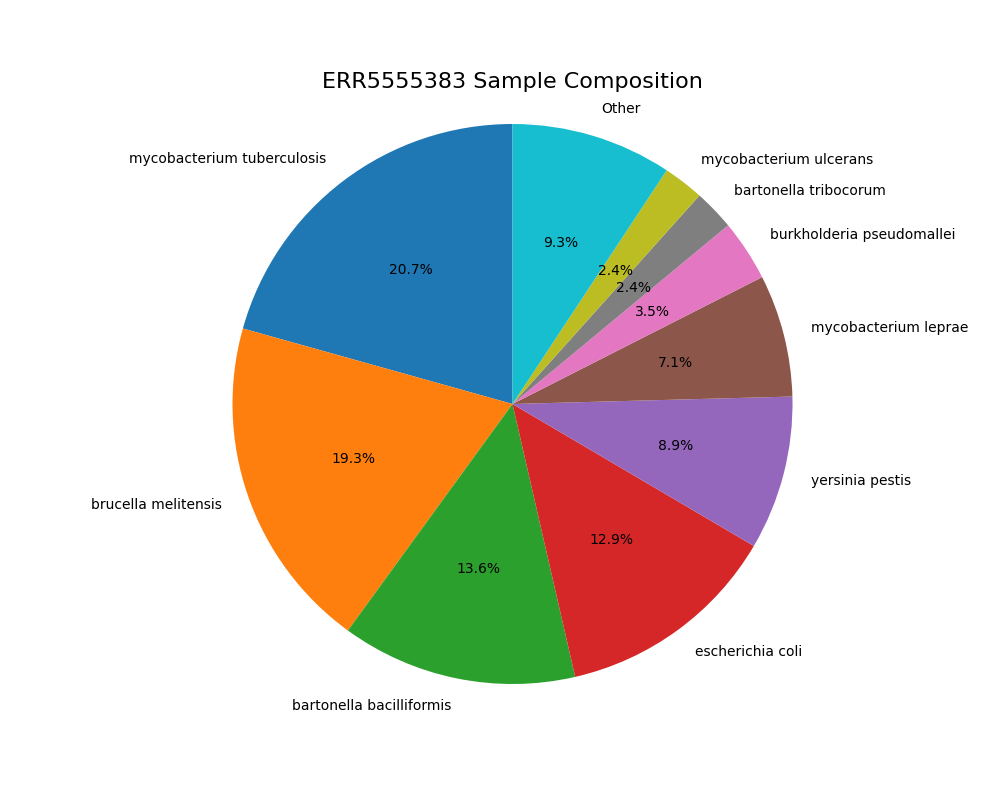 ERR5555383 Sample Composition
Other
mycobacterium tuberculosis
mycobacterium ulcerans
bartonella tribocorum
burkholderia pseudomallei
9.3%
20.7%
2.4%
2.4%
3.5%
mycobacterium leprae
7.1%
8.9%
19.3%
yersinia pestis
brucella melitensis
12.9%
13.6%
escherichia coli
bartonella bacilliformis